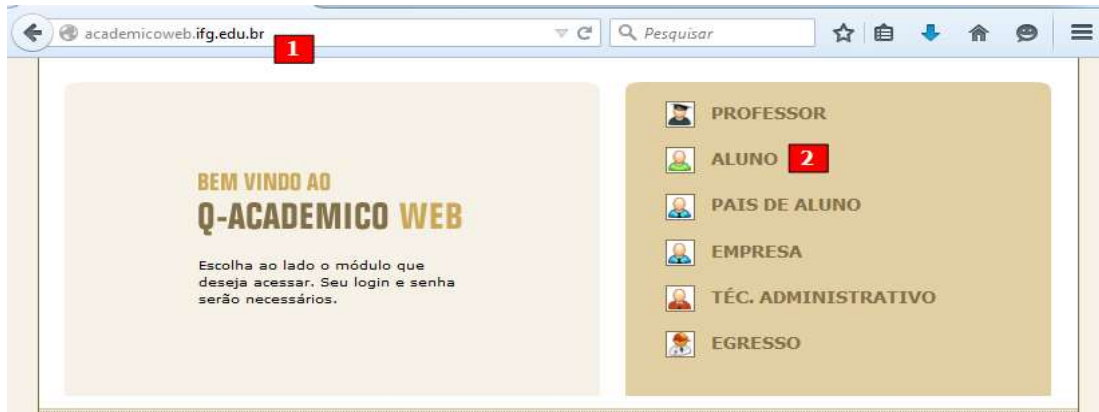 academicoweb.ifg.edu.br
1
Pesquisar
BEM VINDO AO
Q-ACADEMICO WEB
Escolha ao lado o módulo que
deseja acessar. Seu login e senha
serão necessários.
PROFESSOR
ALUNO 2
PAIS DE ALUNO
EMPRESA
TÉC. ADMINISTRATIVO
EGRESSO